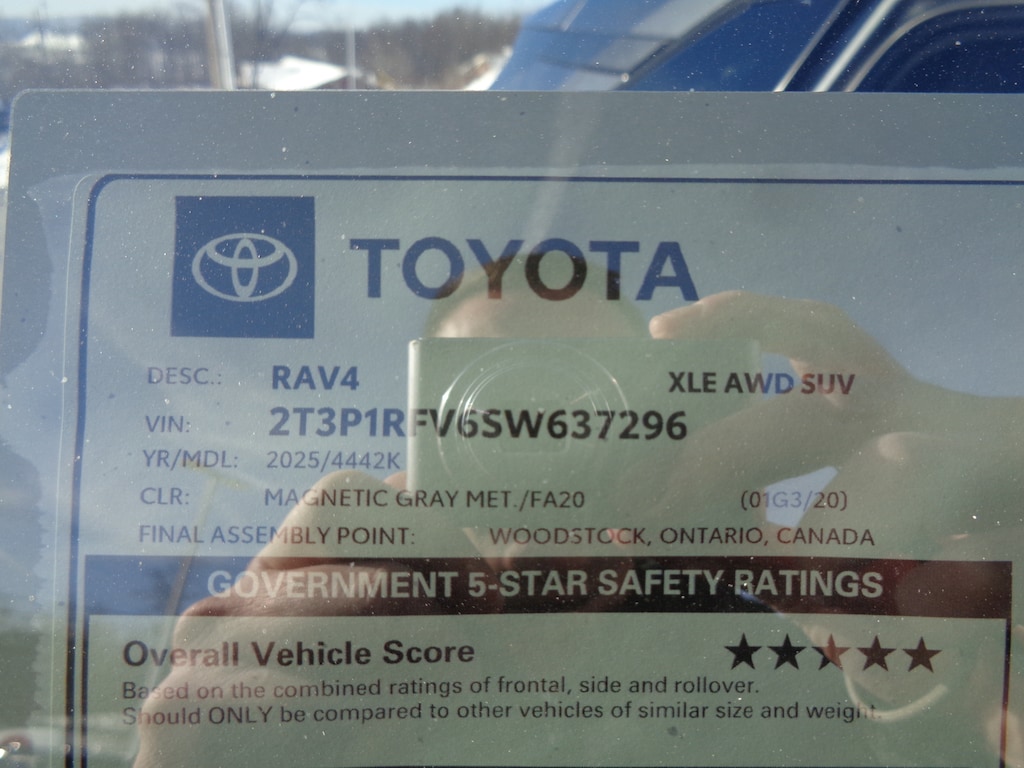 TOYOTA
DESC.: RAV4 XLE AWD SUV
VIN: 2T3P1RFV6SW637296
YR/MDL: 2025/4442K
CLR: MAGNETIC GRAY MET./FA20 (01G3/20)
FINAL ASSEMBLY POINT: WOODSTOCK, ONTARIO, CANADA
GOVERNMENT 5-STAR SAFETY RATINGS
Overall Vehicle Score ★★★★★
Based on the combined ratings of frontal, side and rollover.
Should ONLY be compared to other vehicles of similar size and weight.